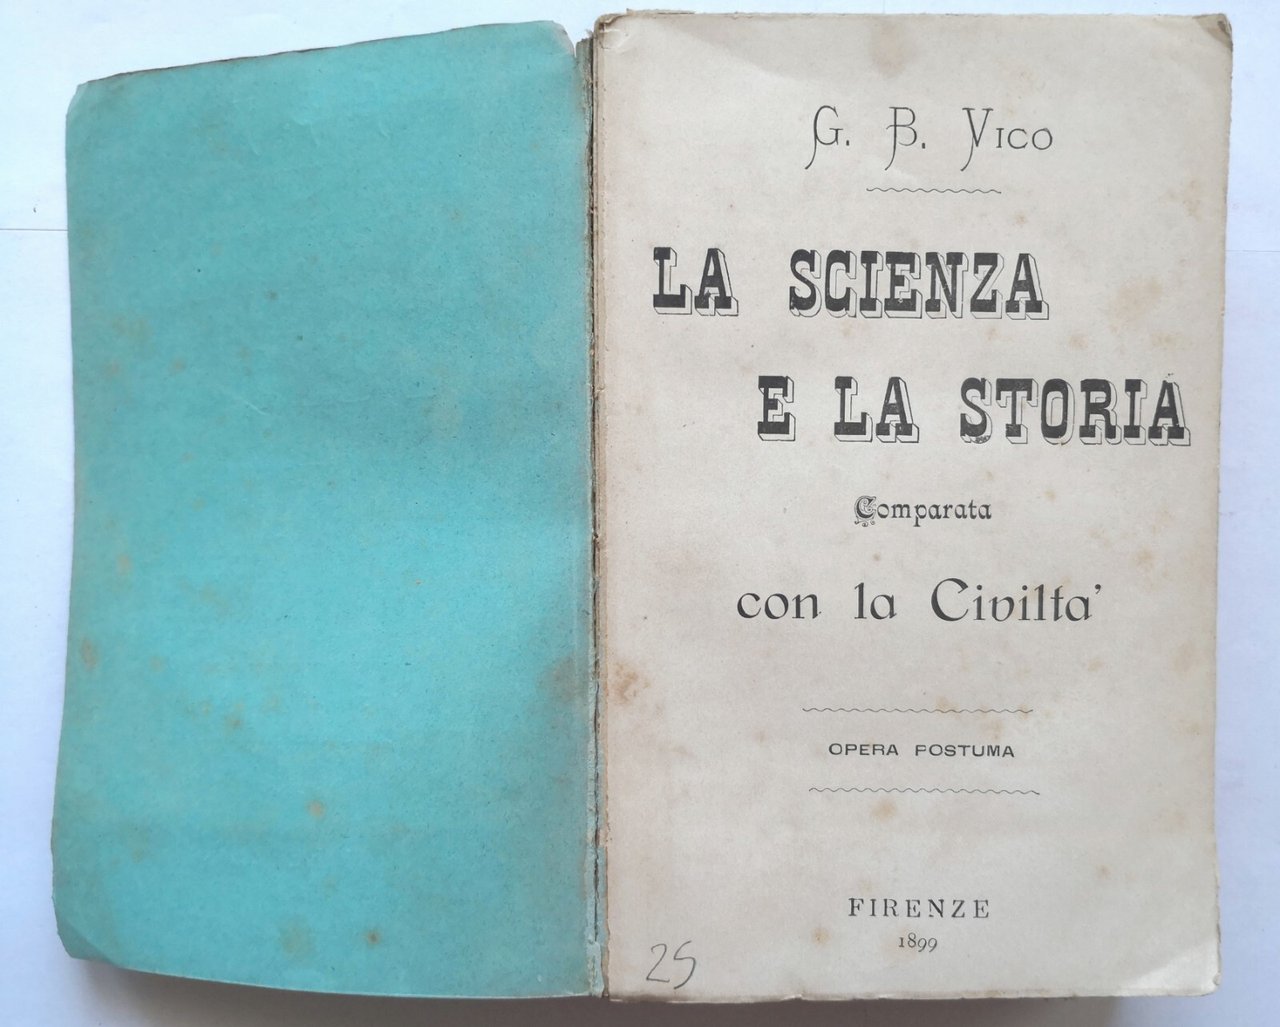 G. B. VICO
LA SCIENZA
E LA STORIA
Comparata
con la Civilta'
OPERA POSTUMA
FIRENZE
1899
25